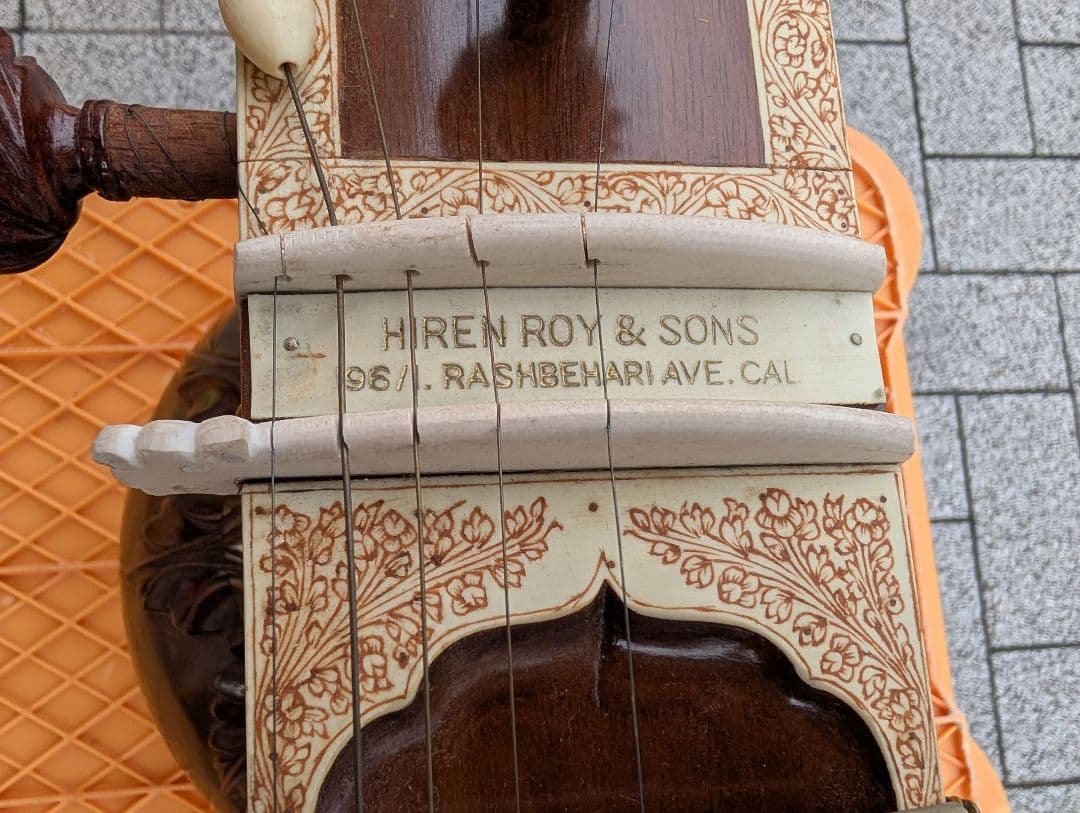 HIREN ROY & SONS
96/1. RASHBEHARI AVE. CAL